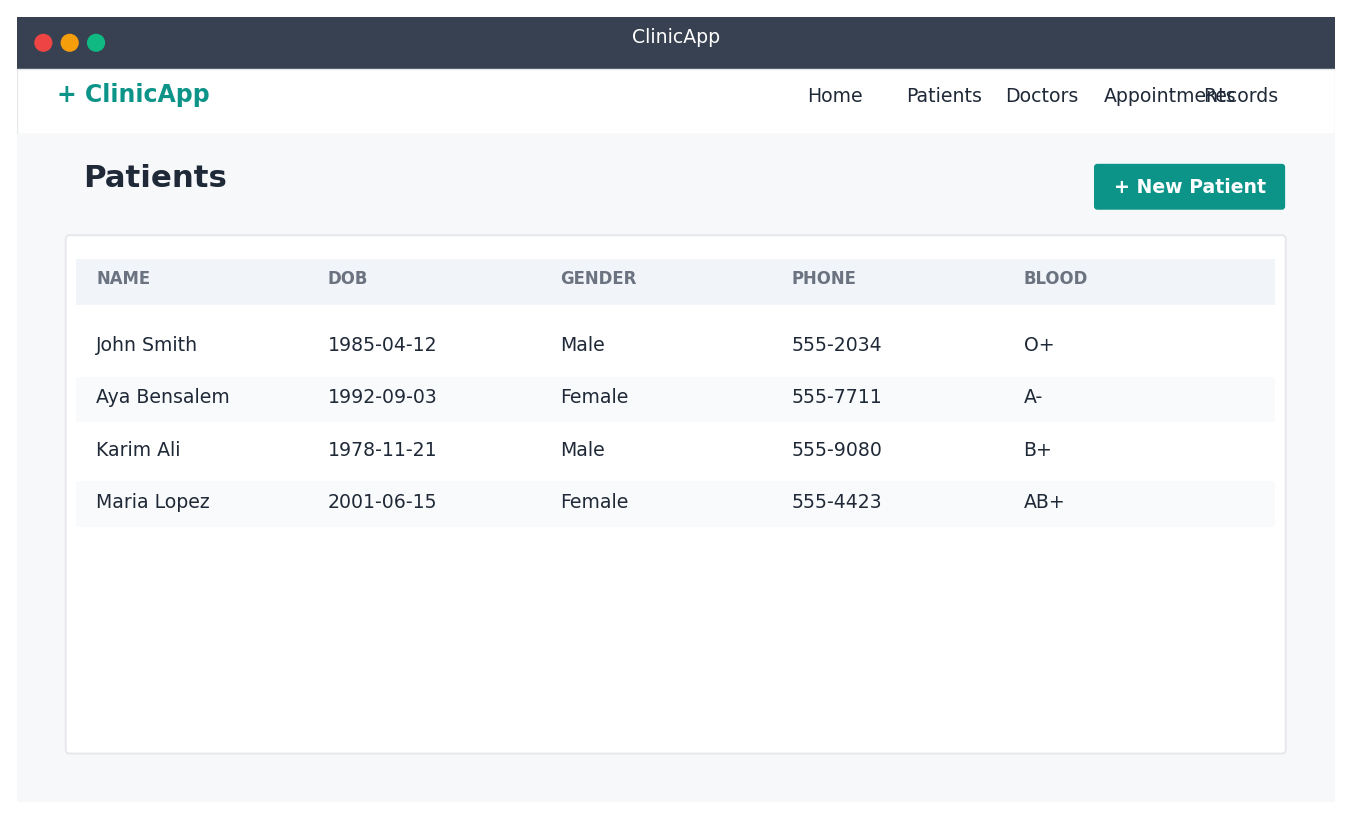 ClinicApp
+ ClinicApp Home Patients Doctors Appointments Records
Patients + New Patient
NAME DOB GENDER PHONE BLOOD
John Smith 1985-04-12 Male 555-2034 O+
Aya Bensalem 1992-09-03 Female 555-7711 A-
Karim Ali 1978-11-21 Male 555-9080 B+
Maria Lopez 2001-06-15 Female 555-4423 AB+